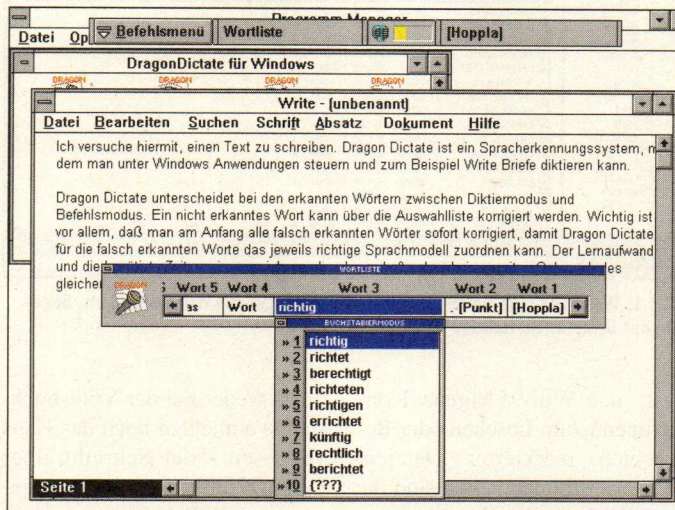 Programm Manager
Datei Op
Befehlsmenü Wortliste [Hoppla]
DragonDictate für Windows
DRAGON DRAGON DRAGON DRAGON
Write - (unbenannt)
Datei Bearbeiten Suchen Schrift Absatz Dokument Hilfe
Ich versuche hiermit, einen Text zu schreiben. Dragon Dictate ist ein Spracherkennungssystem, m
dem man unter Windows Anwendungen steuern und zum Beispiel Write Briefe diktieren kann.
Dragon Dictate unterscheidet bei den erkannten Wörtern zwischen Diktiermodus und
Befehlsmodus. Ein nicht erkanntes Wort kann über die Auswahlliste korrigiert werden. Wichtig ist
vor allem, daß man am Anfang alle falsch erkannten Wörter sofort korrigiert, damit Dragon Dictate
für die falsch erkannten Worte das jeweils richtige Sprachmodell zuordnen kann. Der Lernaufwand
und die
gleicher
WORTLISTE
DRAGON
Wort 5 Wort 4 Wort 3 Wort 2 Wort 1
as Wort richtig .[Punkt] [Hoppla]
BUCHSTABIERMODUS
» 1 richtig
» 2 richtet
» 3 berechtigt
» 4 richteten
» 5 richtigen
» 6 errichtet
» 7 künftig
» 8 rechtlich
» 9 berichtet
»10 {???}
Seite 1